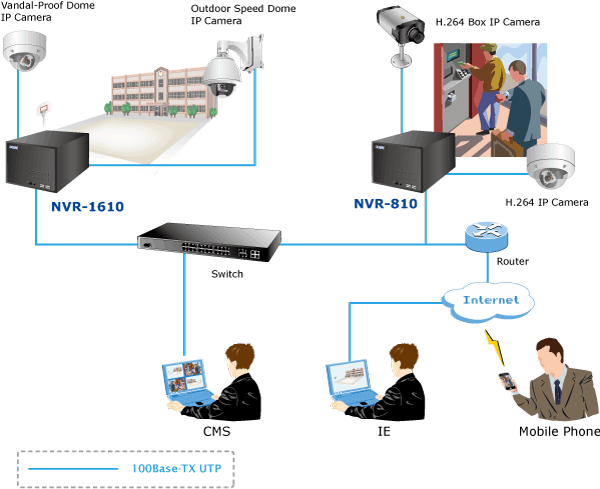 Vandal-Proof Dome
IP Camera
Outdoor Speed Dome
IP Camera
H.264 Box IP Camera
NVR-1610
NVR-810
H.264 IP Camera
Switch
Router
Internet
CMS
IE
Mobile Phone
100Base-TX UTP